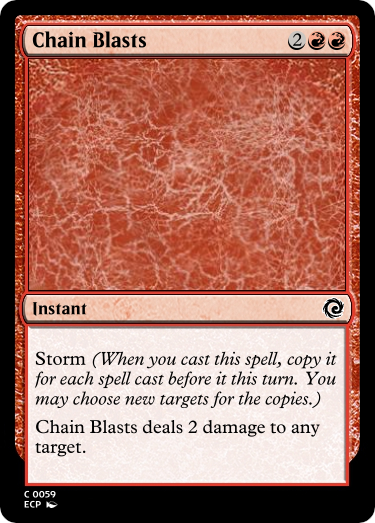 Chain Blasts 2
Instant
Storm (When you cast this spell, copy it
for each spell cast before it this turn. You
may choose new targets for the copies.)
Chain Blasts deals 2 damage to any
target.
C 0059
ECP